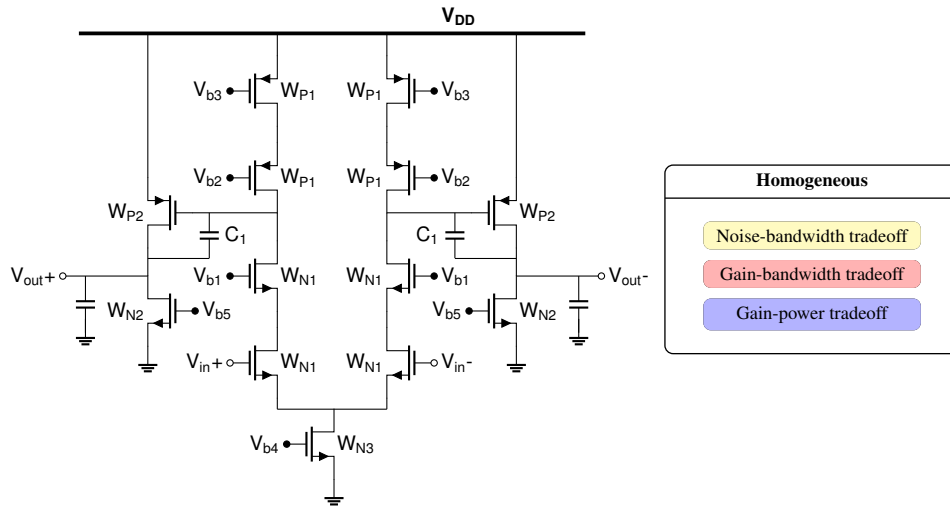 VDD
Vb3
WP1
WP1
Vb3
Vb2
WP1
WP1
Vb2
WP2
C1
C1
WP2
Vout+
Vb1
WN1
WN1
Vb1
Vout-
WN2
Vb5
Vb5
WN2
Vin+
WN1
WN1
Vin-
Vb4
WN3
Homogeneous
Noise-bandwidth tradeoff
Gain-bandwidth tradeoff
Gain-power tradeoff